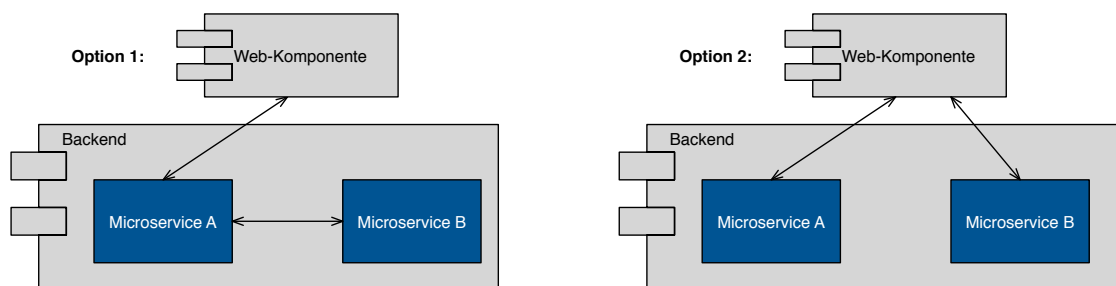 Option 1:
Web-Komponente
Backend
Microservice A
Microservice B
Option 2:
Web-Komponente
Backend
Microservice A
Microservice B